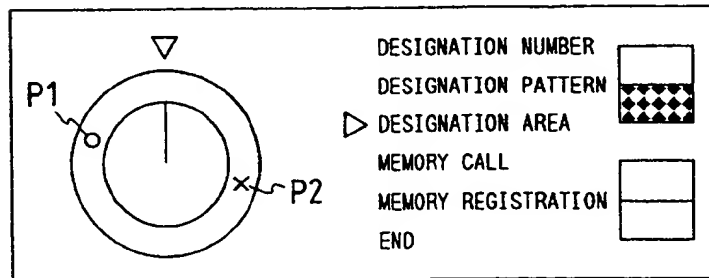 P1
P2
DESIGNATION NUMBER
DESIGNATION PATTERN
DESIGNATION AREA
MEMORY CALL
MEMORY REGISTRATION
END